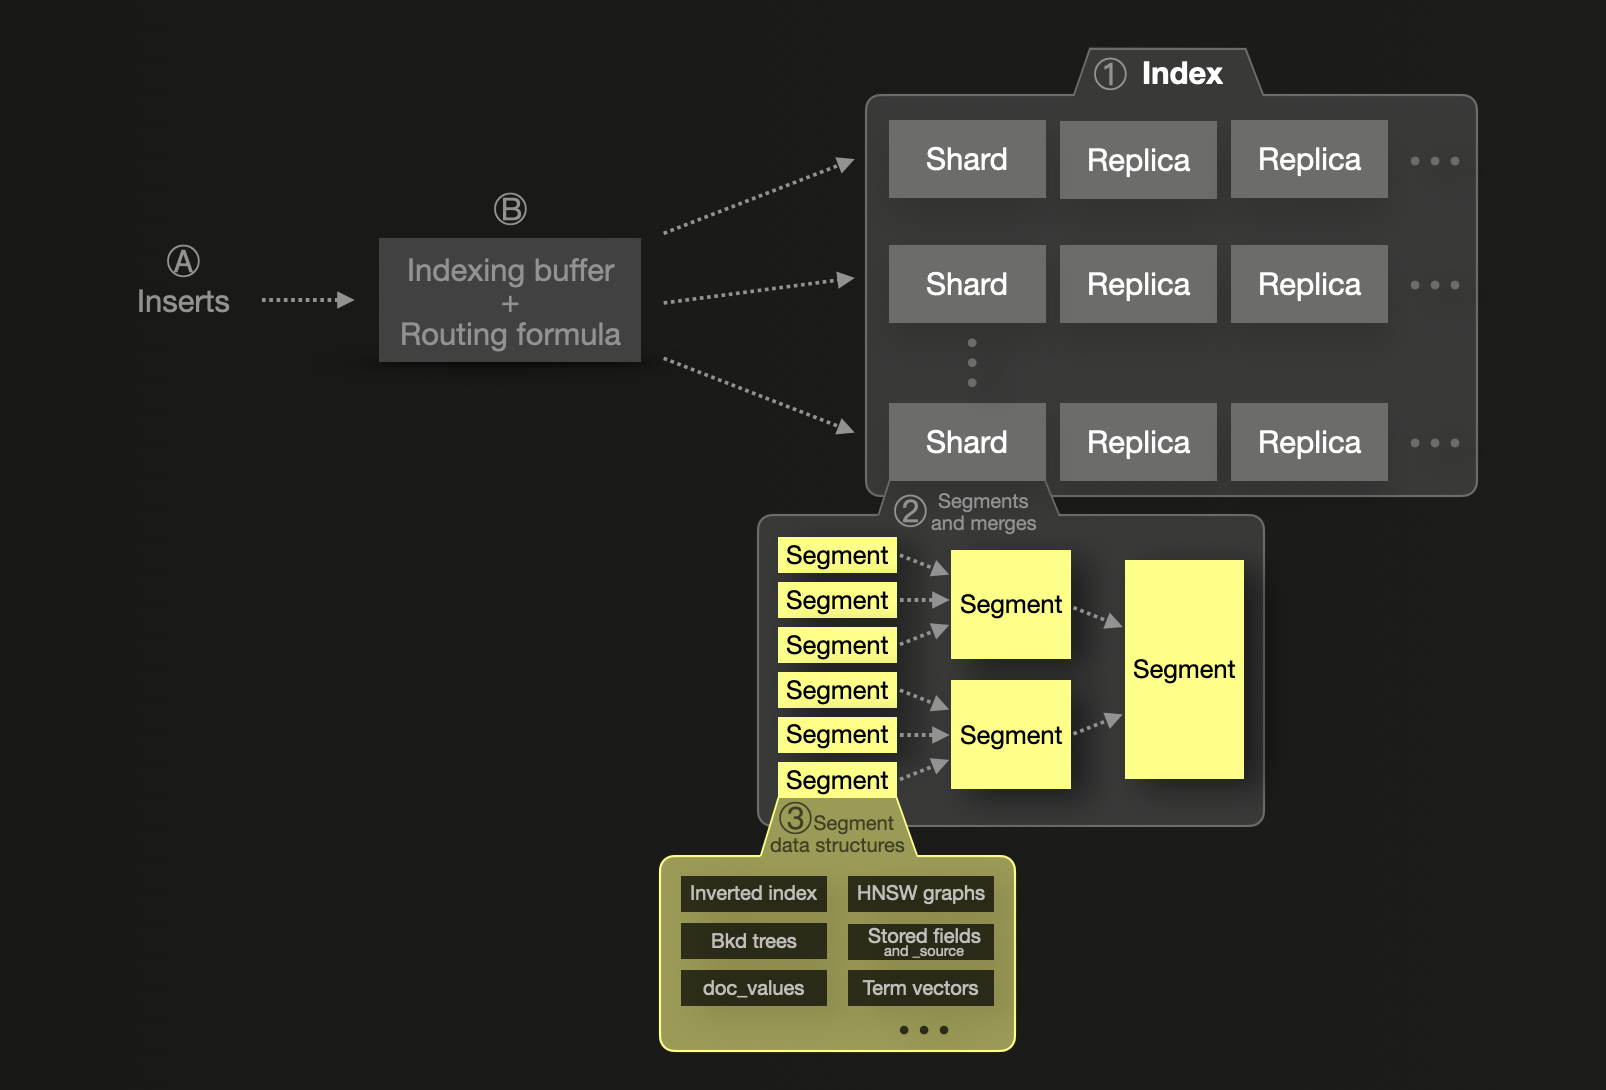 ① Index
Shard Replica Replica
Ⓑ
Indexing buffer
+
Routing formula
Ⓐ
Inserts
Shard Replica Replica
Shard Replica Replica
② Segments
and merges
Segment
Segment
Segment
Segment
Segment
Segment
Segment
Segment
Segment
③ Segment
data structures
Inverted index HNSW graphs
Bkd trees Stored fields
and _source
doc_values Term vectors